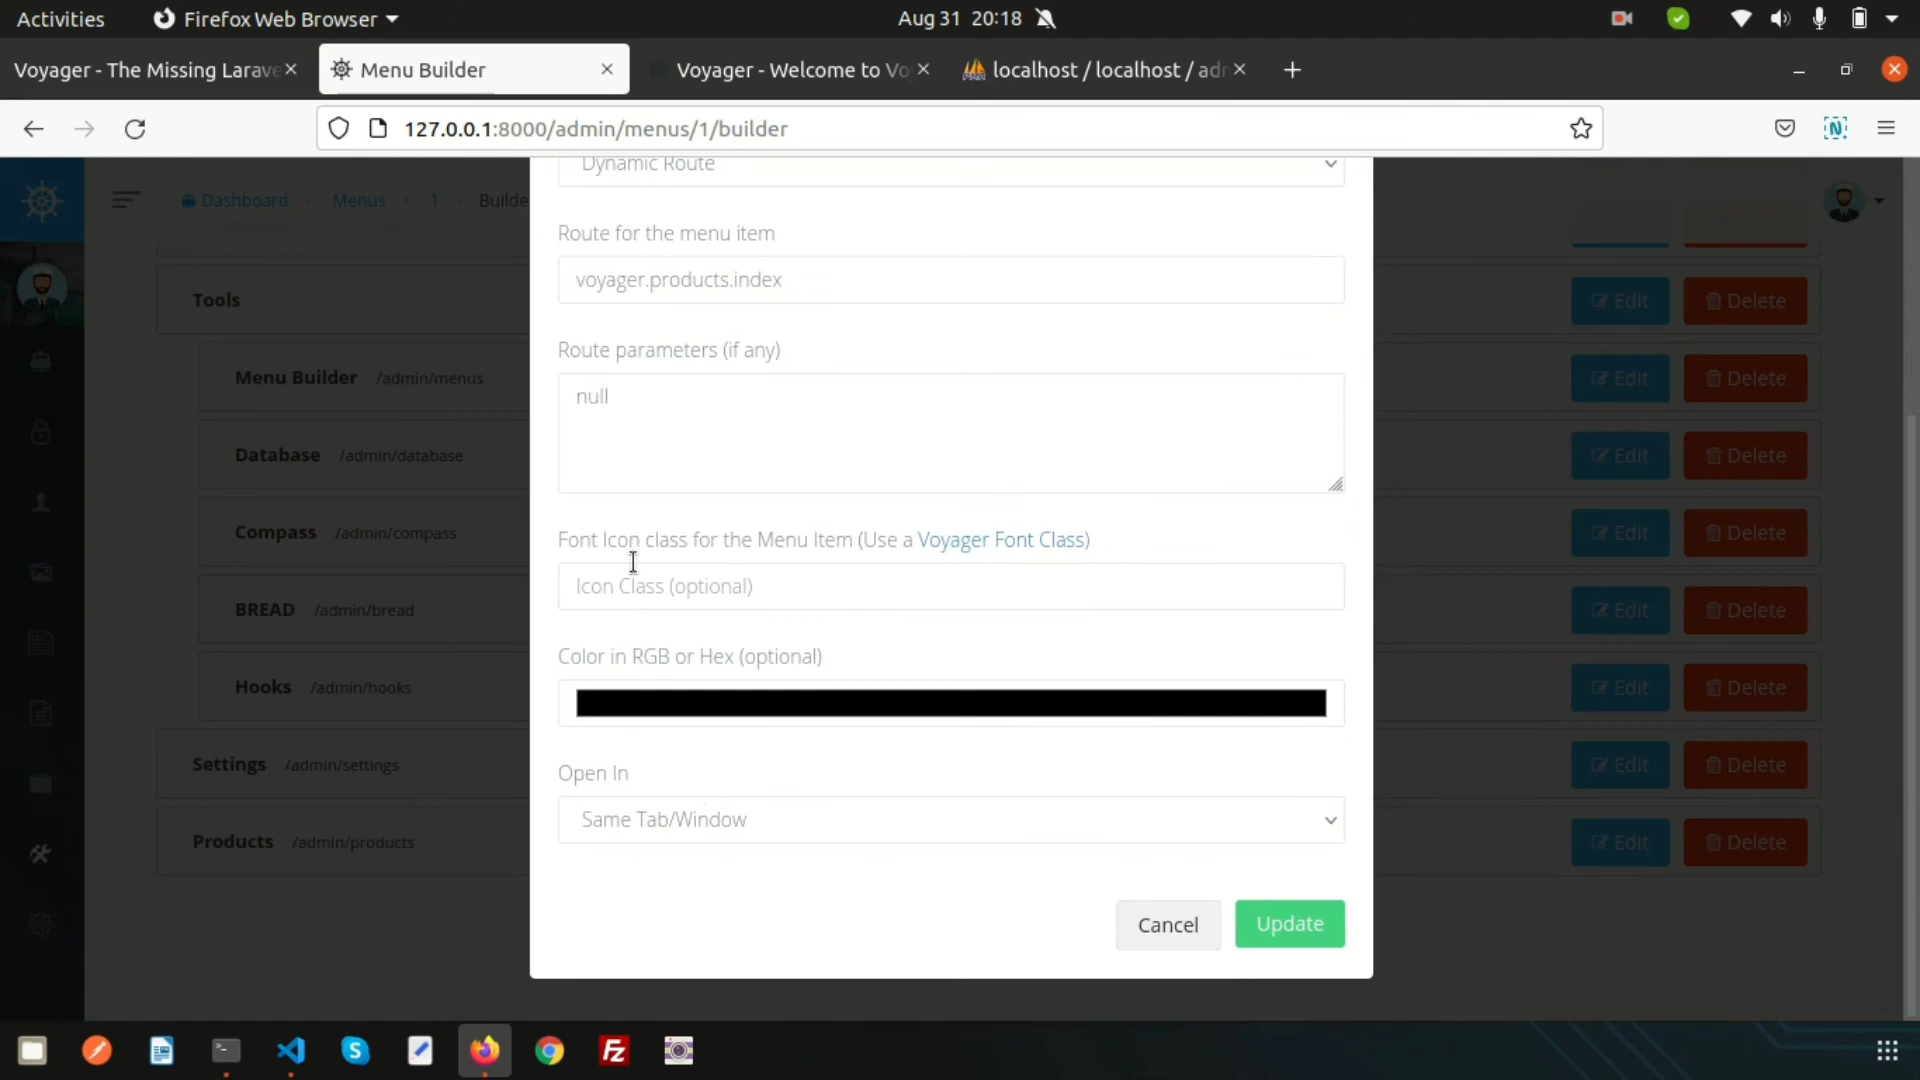 Activities Firefox Web Browser Aug 31 20:18
Voyager - The Missing Larave Menu Builder Voyager - Welcome to Vo localhost / localhost / adn
127.0.0.1:8000/admin/menus/1/builder
Dynamic Route
Dashboard Menus 1 Builde
Route for the menu item
voyager.products.index
Tools Edit Delete
Route parameters (if any)
Menu Builder /admin/menus null Edit Delete
Database /admin/database Edit Delete
Compass /admin/compass Edit Delete
Font Icon class for the Menu Item (Use a Voyager Font Class)
Icon Class (optional)
BREAD /admin/bread Edit Delete
Color in RGB or Hex (optional)
Hooks /admin/hooks Edit Delete
Settings /admin/settings Edit Delete
Open In
Same Tab/Window
Products /admin/products Edit Delete
Cancel Update